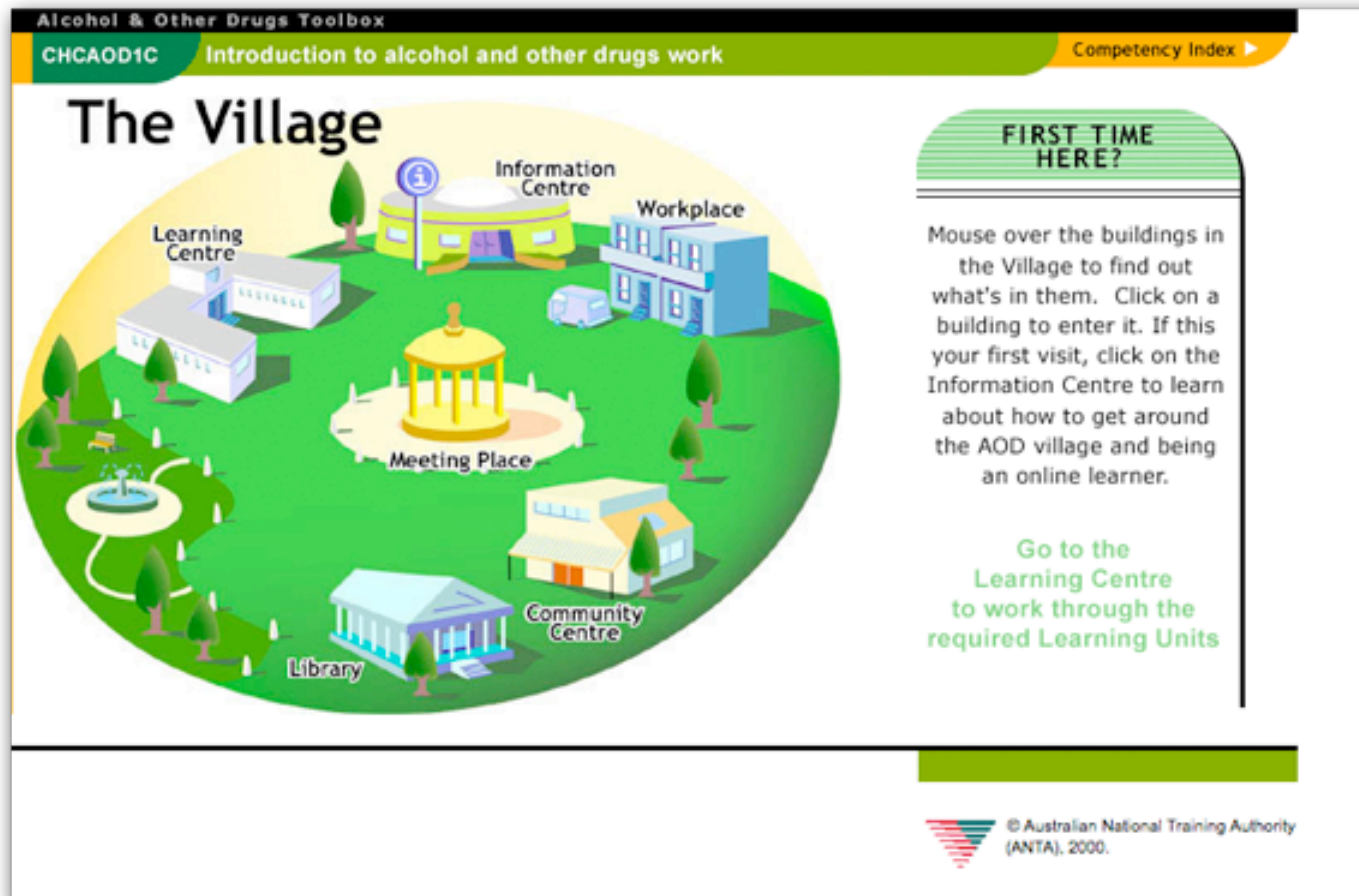 Alcohol & Other Drugs Toolbox
CHCAOD1C
Introduction to alcohol and other drugs work
Competency Index
The Village
Information
Centre
Workplace
Learning
Centre
Meeting Place
Community
Centre
Library
FIRST TIME
HERE?
Mouse over the buildings in
the Village to find out
what's in them. Click on a
building to enter it. If this
your first visit, click on the
Information Centre to learn
about how to get around
the AOD village and being
an online learner.
Go to the
Learning Centre
to work through the
required Learning Units
© Australian National Training Authority
(ANTA), 2000.